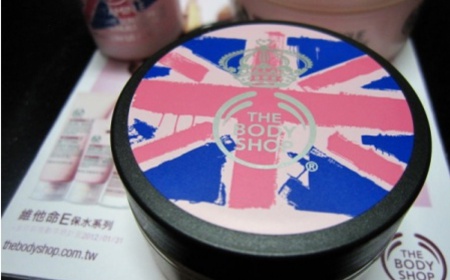 THE
BODY
SHOP
®
維他命E保水系列
thebodyshop.com.tw
THE
BODY
SHOP